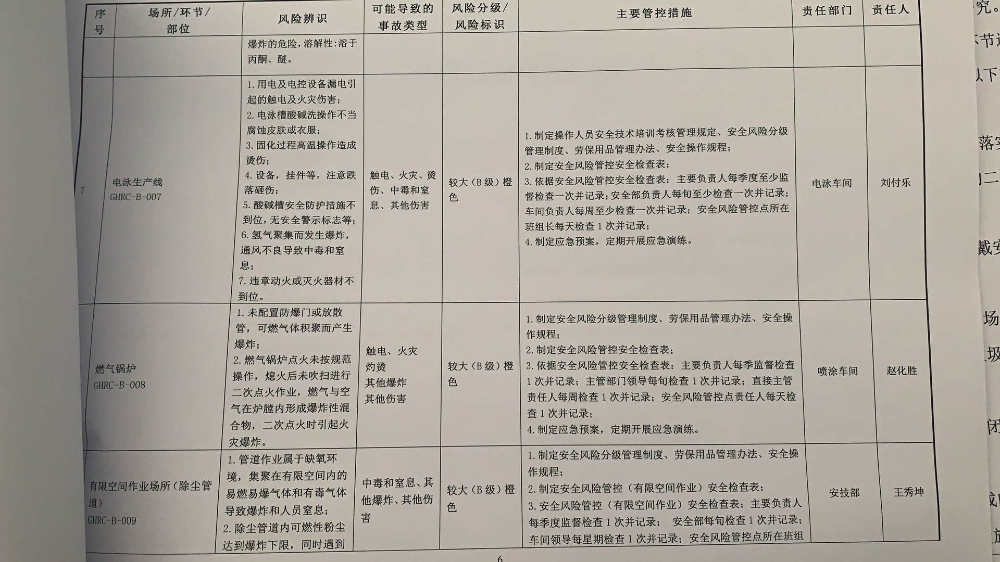 序号
场所/环节/
部位
风险辨识
可能导致的
事故类型
风险分级/
风险标识
主要管控措施
责任部门
责任人
爆炸的危险，溶解性:溶于
丙酮、醚。
7
电泳生产线
GHRC-B-007
1.用电及电控设备漏电引
起的触电及火灾伤害；
2.电泳槽酸碱洗操作不当
腐蚀皮肤或衣服；
3.固化过程高温操作造成
烫伤；
4.设备，挂件等，注意跌
落砸伤；
5.酸碱槽安全防护措施不
到位，无安全警示标志等；
6.氢气聚集而发生爆炸，
通风不良导致中毒和窒
息；
7.违章动火或灭火器材不
到位。
触电、火灾、烫
伤、中毒和窒
息、其他伤害
较大（B级）橙
色
1.制定操作人员安全技术培训考核管理规定、安全风险分级
管理制度、劳保用品管理办法、安全操作规程；
2.制定安全风险管控安全检查表；
3.依据安全风险管控安全检查表：主要负责人每季度至少监
督检查一次并记录；安全部负责人每旬至少检查一次并记录；
车间负责人每周至少检查一次并记录；安全风险管控点所在
班组长每天检查1次并记录；
4.制定应急预案，定期开展应急演练。
电泳车间
刘付乐
燃气锅炉
GHRC-B-008
1.未配置防爆门或放散
管，可燃气体积聚而产生
爆炸；
2.燃气锅炉点火未按规范
操作，熄火后未吹扫进行
二次点火作业，燃气与空
气在炉膛内形成爆炸性混
合物，二次点火时引起火
灾爆炸。
触电、火灾
灼烫
其他爆炸
其他伤害
较大（B级）橙
色
1.制定安全风险分级管理制度、劳保用品管理办法、安全操
作规程；
2.制定安全风险管控安全检查表；
3.依据安全风险管控安全检查表：主要负责人每季监督检查
1次并记录；主管部门领导每旬检查1次并记录；直接主管
责任人每周检查1次并记录；安全风险管控点责任人每天检
查1次并记录；
4.制定应急预案，定期开展应急演练。
喷涂车间
赵化胜
有限空间作业场所（除尘管
道）
GHRC-B-009
1.管道作业属于缺氧环
境，集聚在有限空间内的
易燃易爆气体和有毒气体
导致爆炸和人员窒息；
2.除尘管道内可燃性粉尘
达到爆炸下限，同时遇到
中毒和窒息、其
他爆炸、其他伤
害
较大（B级）橙
色
1.制定安全风险分级管理制度、劳保用品管理办法、安全操
作规程；
2.制定安全风险管控（有限空间作业）安全检查表；
3.安全风险管控（有限空间作业）安全检查表：主要负责人
每季度监督检查1次并记录； 安全部每旬检查1次并记录；
车间领导每星期检查1次并记录；安全风险管控点所在班组
安技部
王秀坤
6
究。
节
以下
落实
二
戴安
场
圾
闭